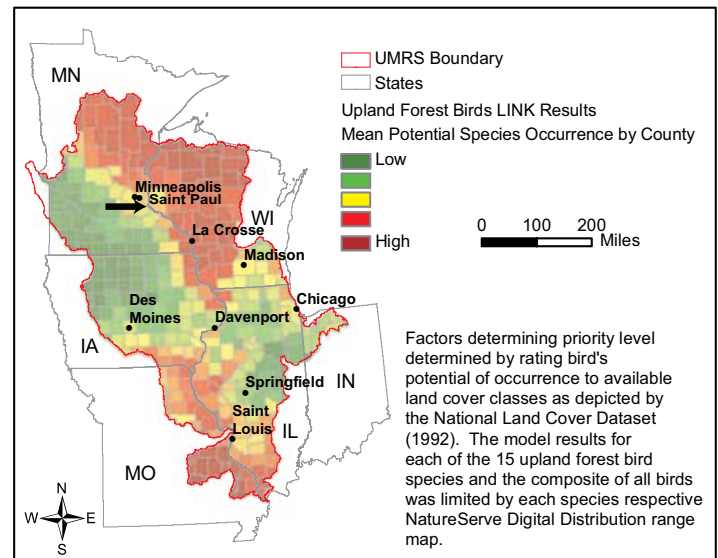 MN
UMRS Boundary
States
Upland Forest Birds LINK Results
Mean Potential Species Occurrence by County
Low
High
0 100 200
Miles
Minneapolis
Saint Paul
WI
La Crosse
Madison
Chicago
Des
Moines
Davenport
IA
IN
Springfield
Saint
Louis
IL
MO
N
W E
S
Factors determining priority level
determined by rating bird's
potential of occurrence to available
land cover classes as depicted by
the National Land Cover Dataset
(1992). The model results for
each of the 15 upland forest bird
species and the composite of all birds
was limited by each species respective
NatureServe Digital Distribution range
map.